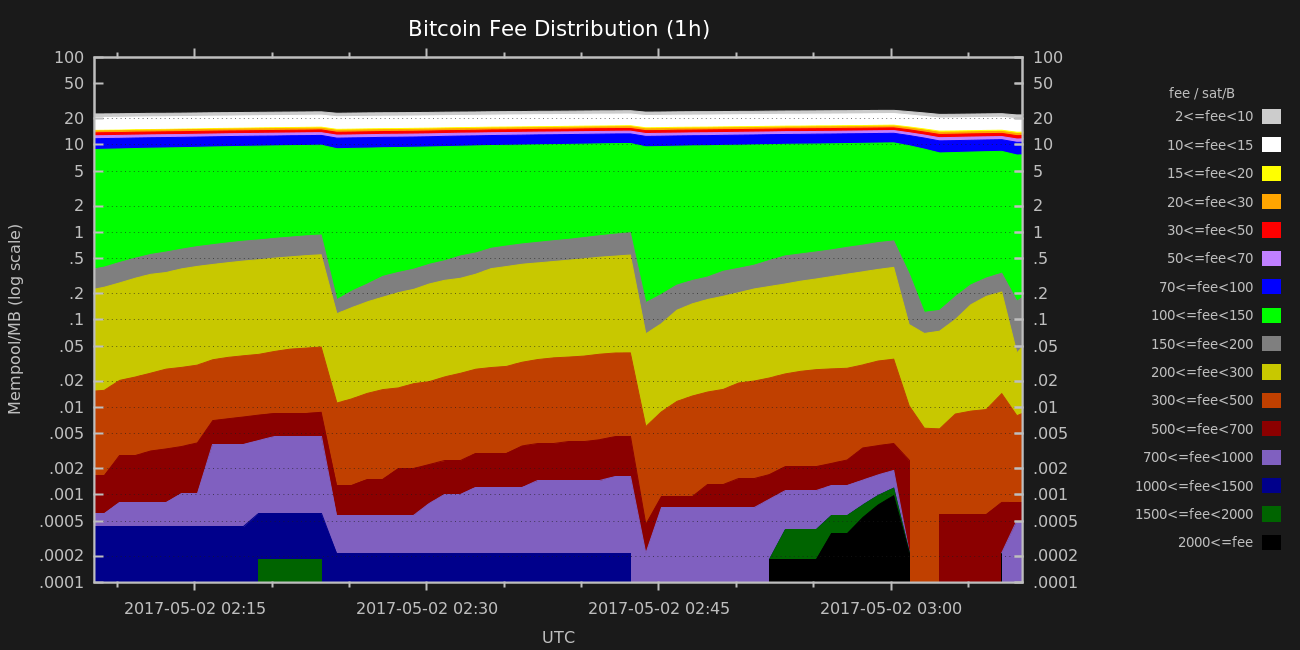 Bitcoin Fee Distribution (1h)
Mempool/MB (log scale)
100
50
20
10
5
2
1
.5
.2
.1
.05
.02
.01
.005
.002
.001
.0005
.0002
.0001
100
50
20
10
5
2
1
.5
.2
.1
.05
.02
.01
.005
.002
.001
.0005
.0002
.0001
2017-05-02 02:15
2017-05-02 02:30
2017-05-02 02:45
2017-05-02 03:00
UTC
fee / sat/B
2<=fee<10
10<=fee<15
15<=fee<20
20<=fee<30
30<=fee<50
50<=fee<70
70<=fee<100
100<=fee<150
150<=fee<200
200<=fee<300
300<=fee<500
500<=fee<700
700<=fee<1000
1000<=fee<1500
1500<=fee<2000
2000<=fee